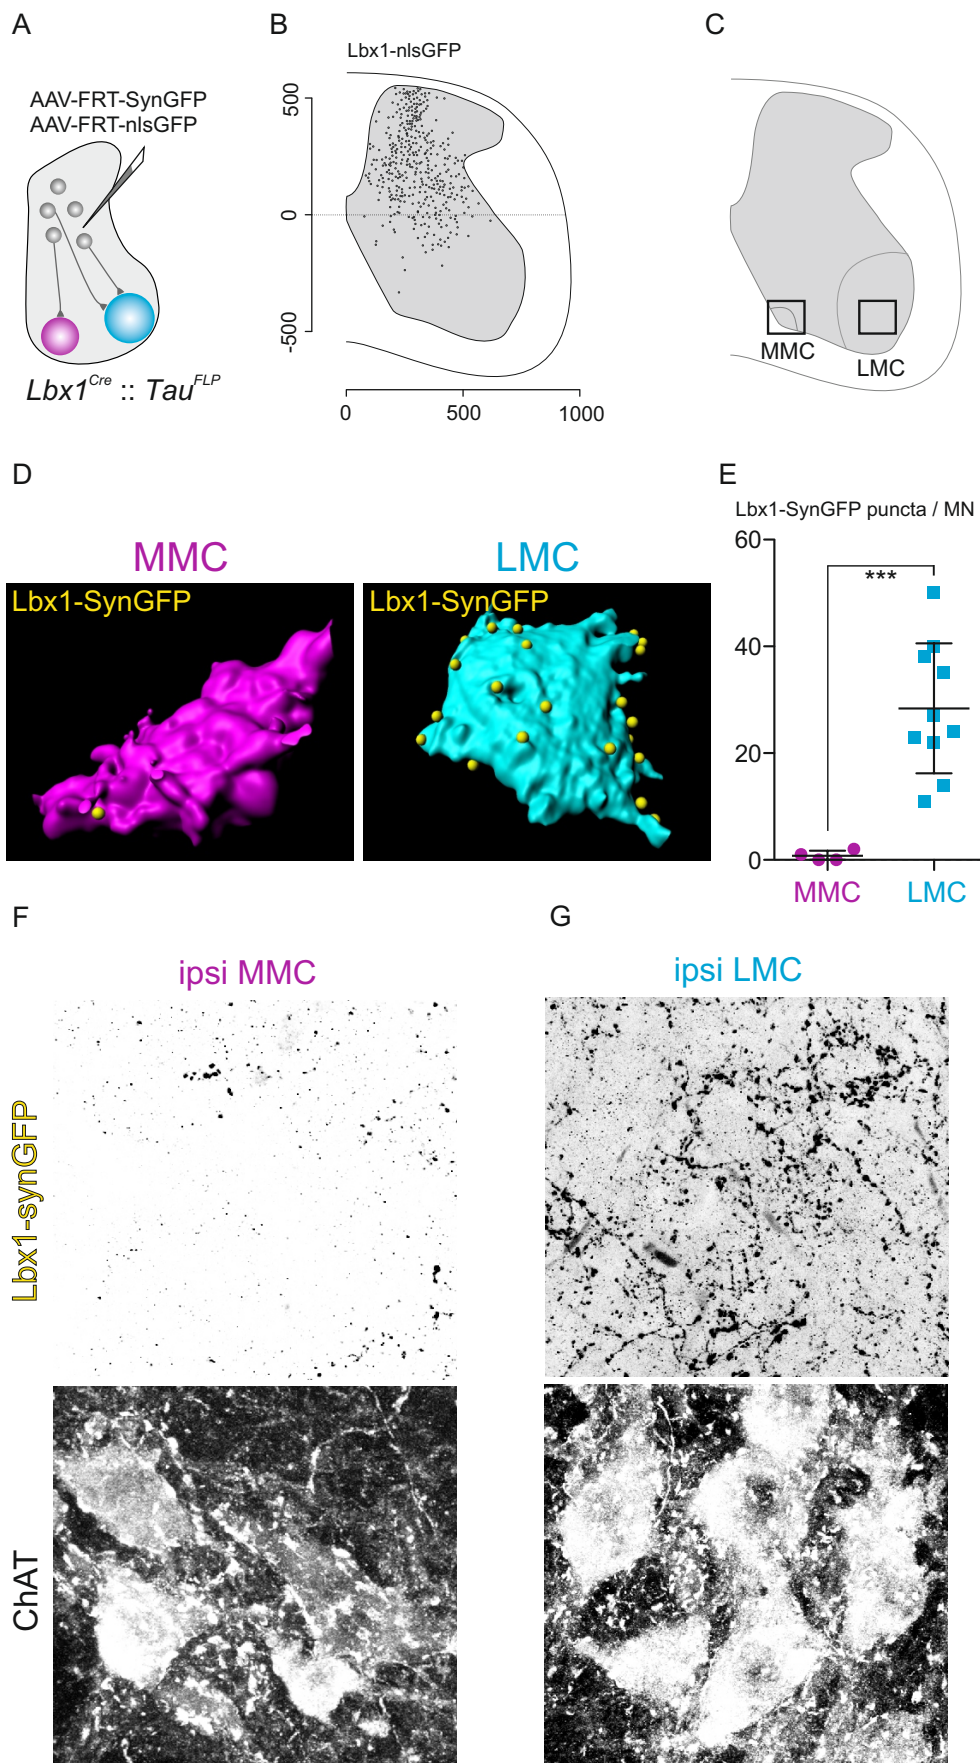 A
AAV-FRT-SynGFP
AAV-FRT-nlsGFP
Lbx1^Cre :: Tau^FLP
B
Lbx1-nlsGFP
500
0
-500
0 500 1000
C
MMC
LMC
D
MMC
Lbx1-SynGFP
LMC
Lbx1-SynGFP
E
Lbx1-SynGFP puncta / MN
60
***
40
20
0
MMC LMC
F
ipsi MMC
G
ipsi LMC
Lbx1-synGFP
ChAT